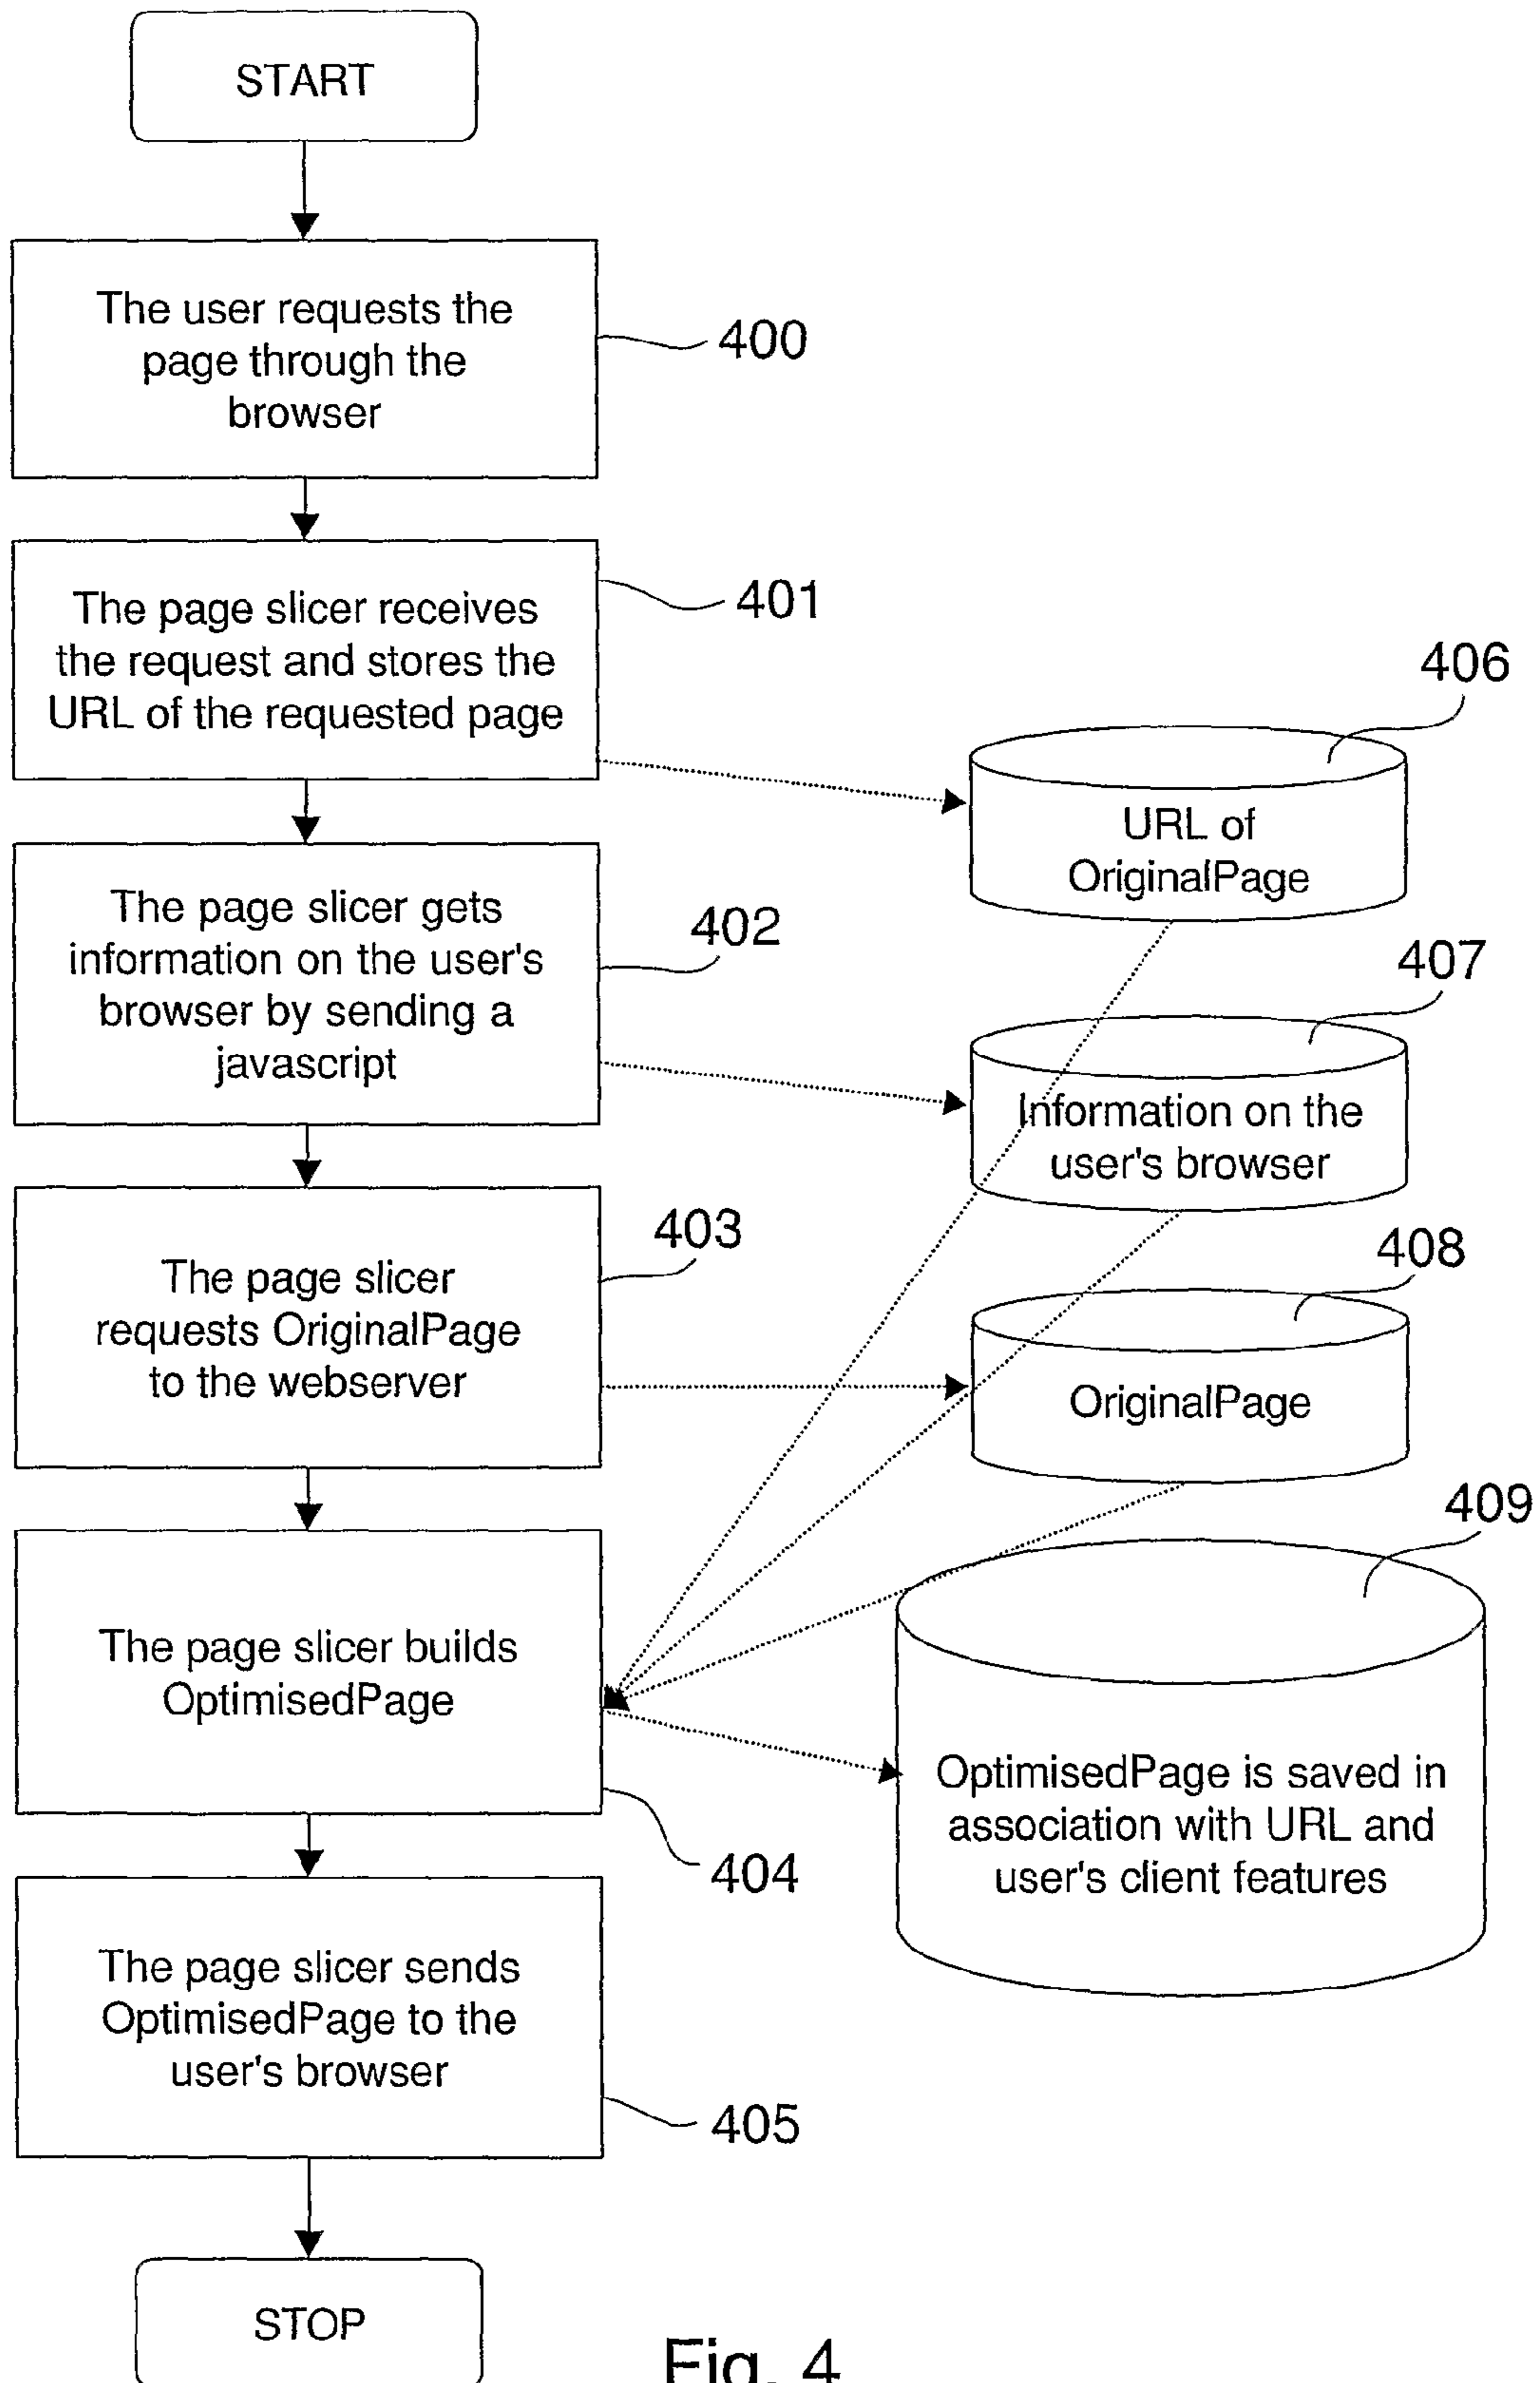 START
The user requests the
page through the
browser
400
The page slicer receives
the request and stores the
URL of the requested page
401
406
URL of
OriginalPage
The page slicer gets
information on the user's
browser by sending a
javascript
402
407
Information on the
user's browser
The page slicer
requests OriginalPage
to the webserver
403
408
OriginalPage
The page slicer builds
OptimisedPage
404
409
OptimisedPage is saved in
association with URL and
user's client features
The page slicer sends
OptimisedPage to the
user's browser
405
STOP
Fig. 4